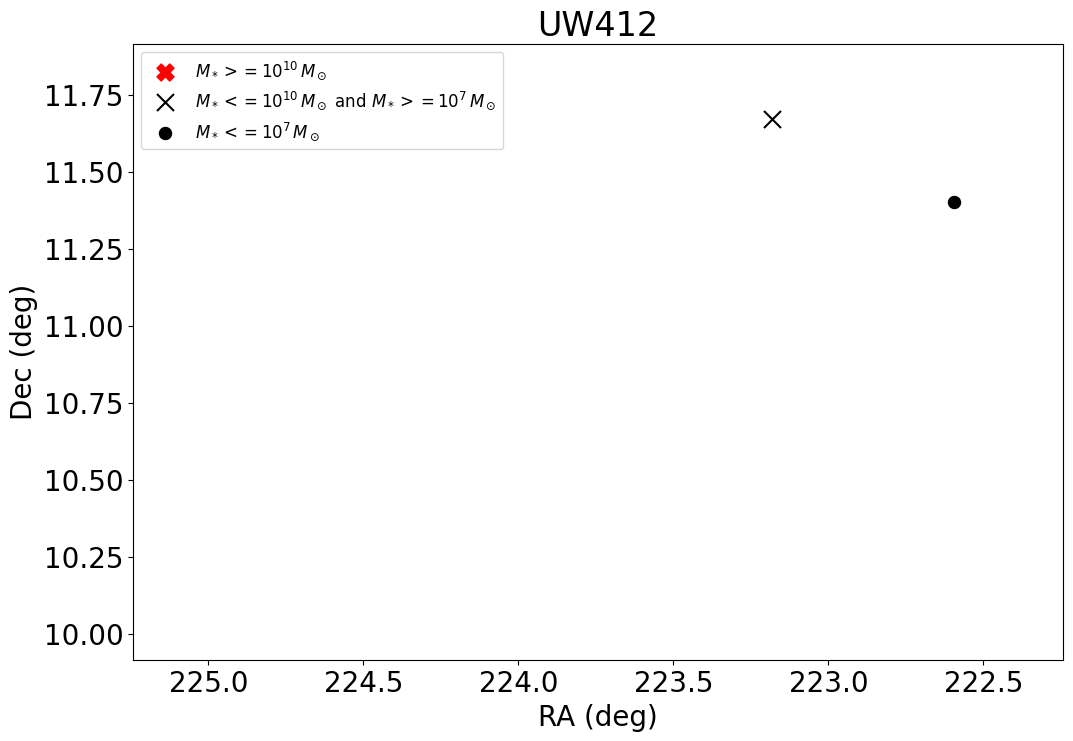 UW412
M* >= 10^10 M⊙
M* <= 10^10 M⊙ and M* >= 10^7 M⊙
M* <= 10^7 M⊙
11.75
11.50
11.25
11.00
10.75
10.50
10.25
10.00
Dec (deg)
225.0 224.5 224.0 223.5 223.0 222.5
RA (deg)